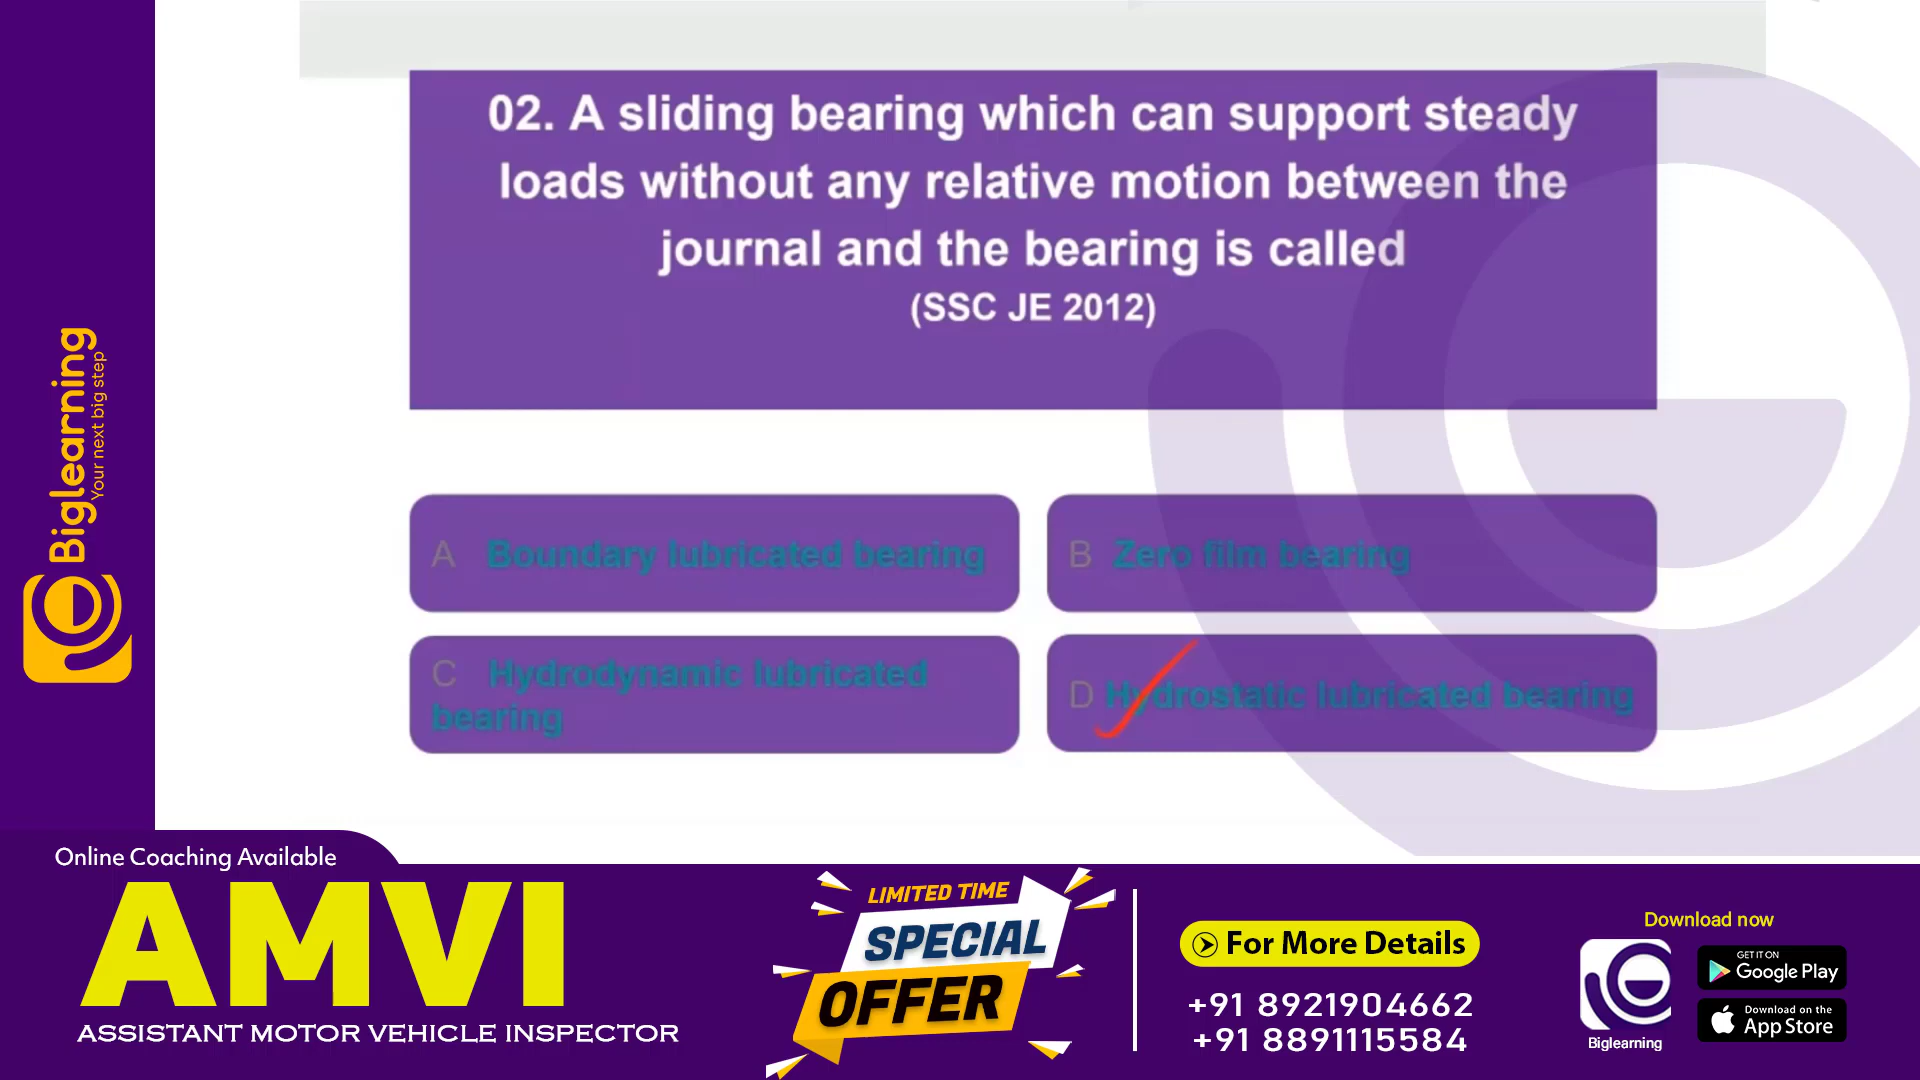 Biglearning
Your next big step
02. A sliding bearing which can support steady
loads without any relative motion between the
journal and the bearing is called
(SSC JE 2012)
A Boundary lubricated bearing
B Zero film bearing
C Hydrodynamic lubricated
bearing
D Hydrostatic lubricated bearing
Online Coaching Available
AMVI
ASSISTANT MOTOR VEHICLE INSPECTOR
LIMITED TIME
SPECIAL
OFFER
For More Details
+91 8921904662
+91 8891115584
Download now
Biglearning
GET IT ON
Google Play
Download on the
App Store